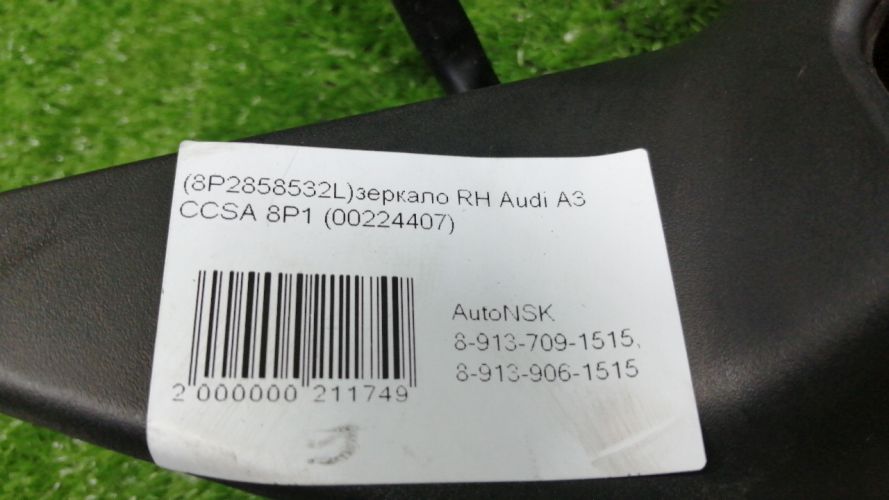 (8P2858532L)зеркало RH Audi A3
CCSA 8P1 (00224407)
AutoNSK
8-913-709-1515,
8-913-906-1515
2 000000 211749